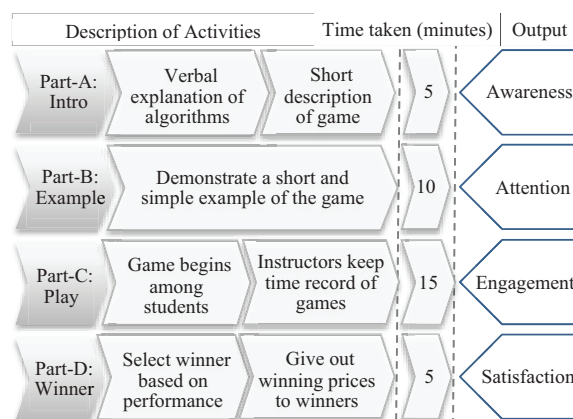 Description of Activities
Time taken (minutes)
Output
Part-A:
Intro
Verbal
explanation of
algorithms
Short
description
of game
5
Awareness
Part-B:
Example
Demonstrate a short and
simple example of the game
10
Attention
Part-C:
Play
Game begins
among
students
Instructors keep
time record of
games
15
Engagement
Part-D:
Winner
Select winner
based on
performance
Give out
winning prices
to winners
5
Satisfaction